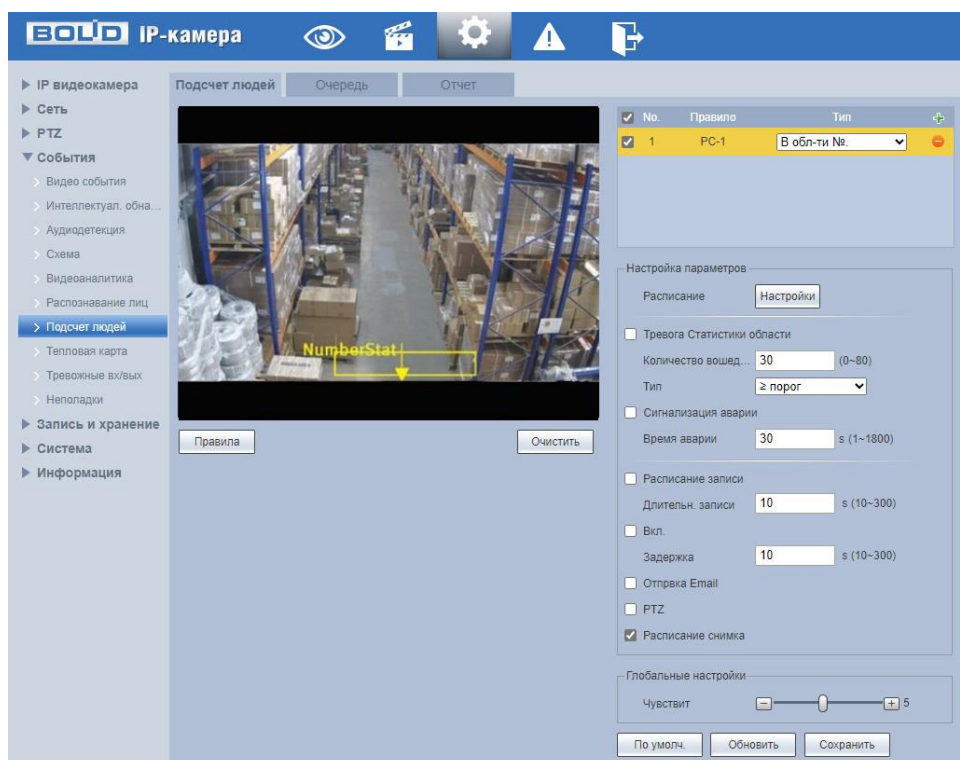 BOLID IP-камера
IP видеокамера
Сеть
PTZ
События
Видео события
Интеллектуал. обна...
Аудиодетекция
Схема
Видеоаналитика
Распознавание лиц
Подсчет людей
Тепловая карта
Тревожные вх/вых
Неполадки
Запись и хранение
Система
Информация
Подсчет людей Очередь Отчет
NumberStat
Правила Очистить
No. Правило Тип
1 PC-1 В обл-ти №.
Настройка параметров
Расписание Настройки
Тревога Статистики области
Количество вошед... 30 (0~80)
Тип ≥ порог
Сигнализация аварии
Время аварии 30 s (1~1800)
Расписание записи
Длительн. записи 10 s (10~300)
Вкл.
Задержка 10 s (10~300)
Отпрвка Email
PTZ
Расписание снимка
Глобальные настройки
Чувствит 5
По умолч. Обновить Сохранить